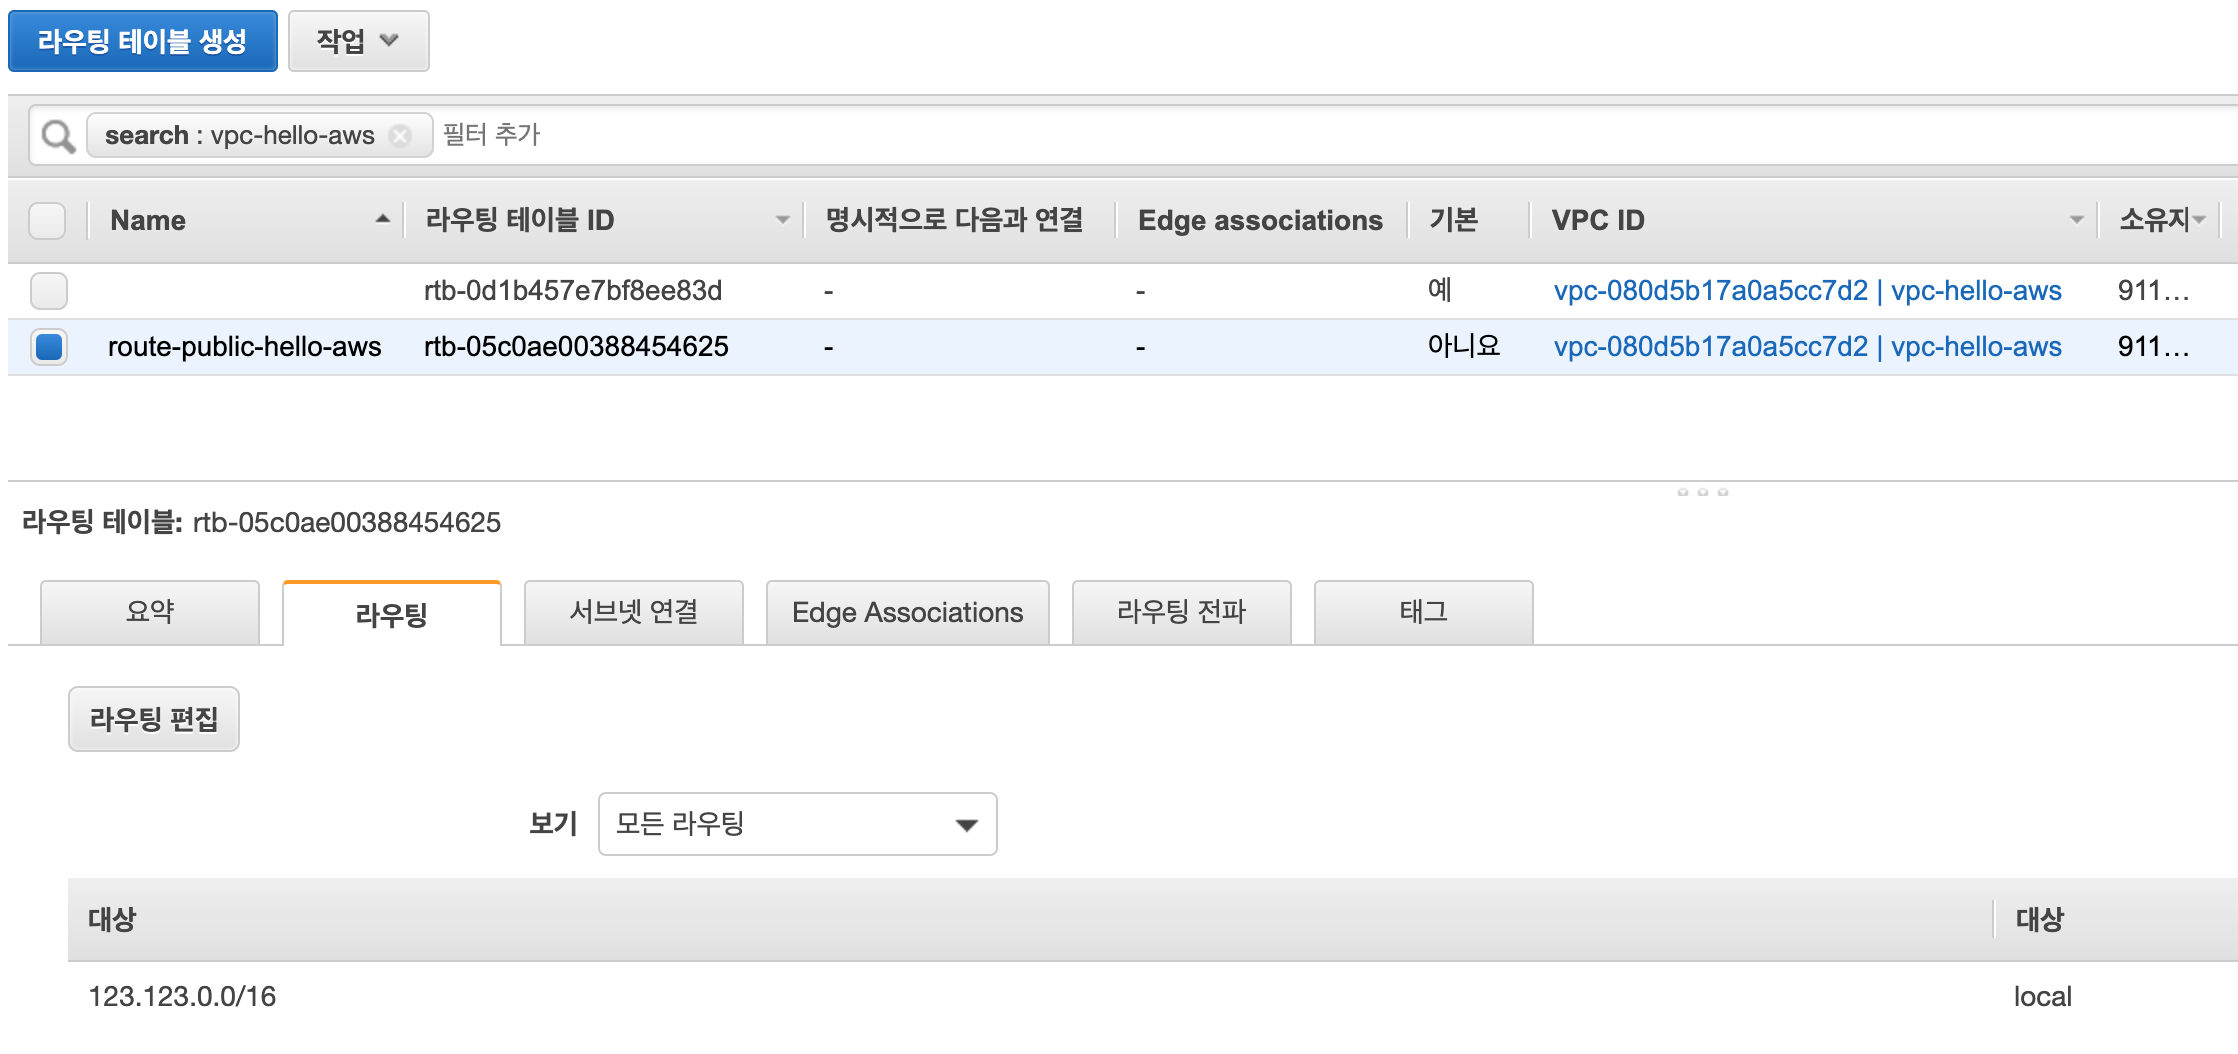 라우팅 테이블 생성 작업
search : vpc-hello-aws 필터 추가
Name 라우팅 테이블 ID 명시적으로 다음과 연결 Edge associations 기본 VPC ID 소유지
rtb-0d1b457e7bf8ee83d - - 예 vpc-080d5b17a0a5cc7d2 | vpc-hello-aws 911...
route-public-hello-aws rtb-05c0ae00388454625 - - 아니요 vpc-080d5b17a0a5cc7d2 | vpc-hello-aws 911...
라우팅 테이블: rtb-05c0ae00388454625
요약 라우팅 서브넷 연결 Edge Associations 라우팅 전파 태그
라우팅 편집
보기 모든 라우팅
대상 대상
123.123.0.0/16 local